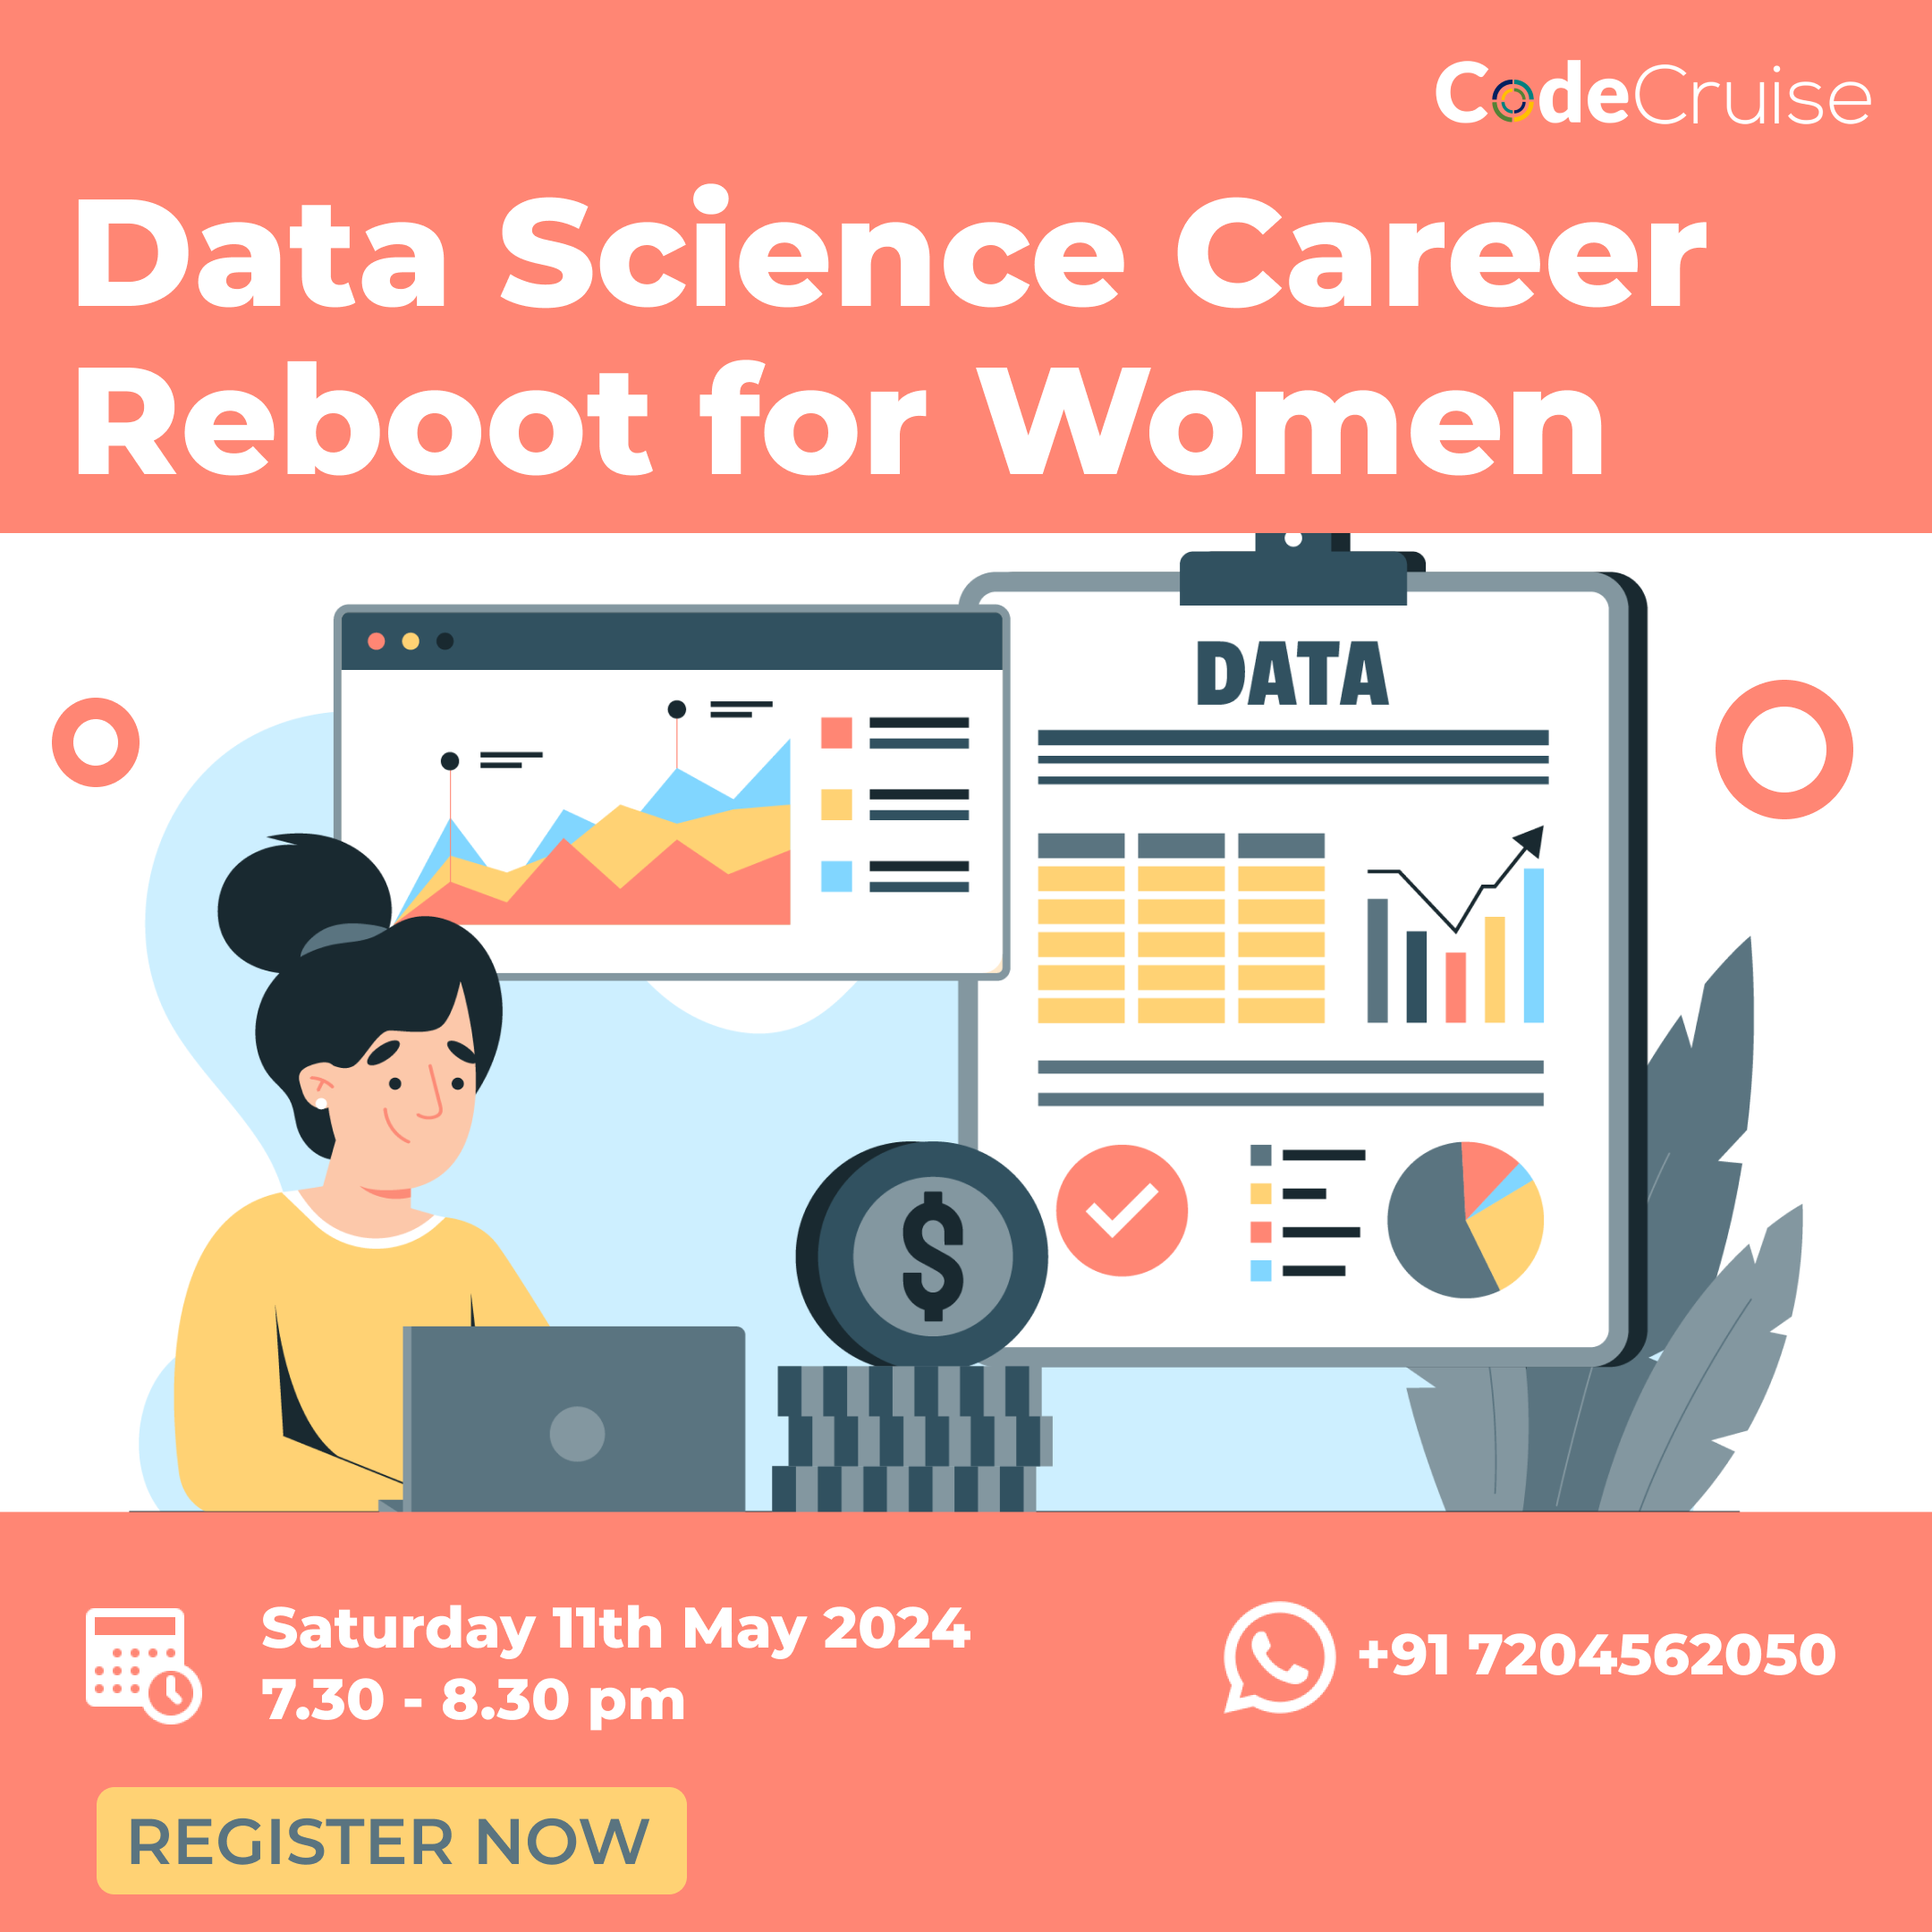 CodeCruise
Data Science Career
Reboot for Women
DATA
$
Saturday 11th May 2024
7.30 - 8.30 pm
+91 7204562050
REGISTER NOW